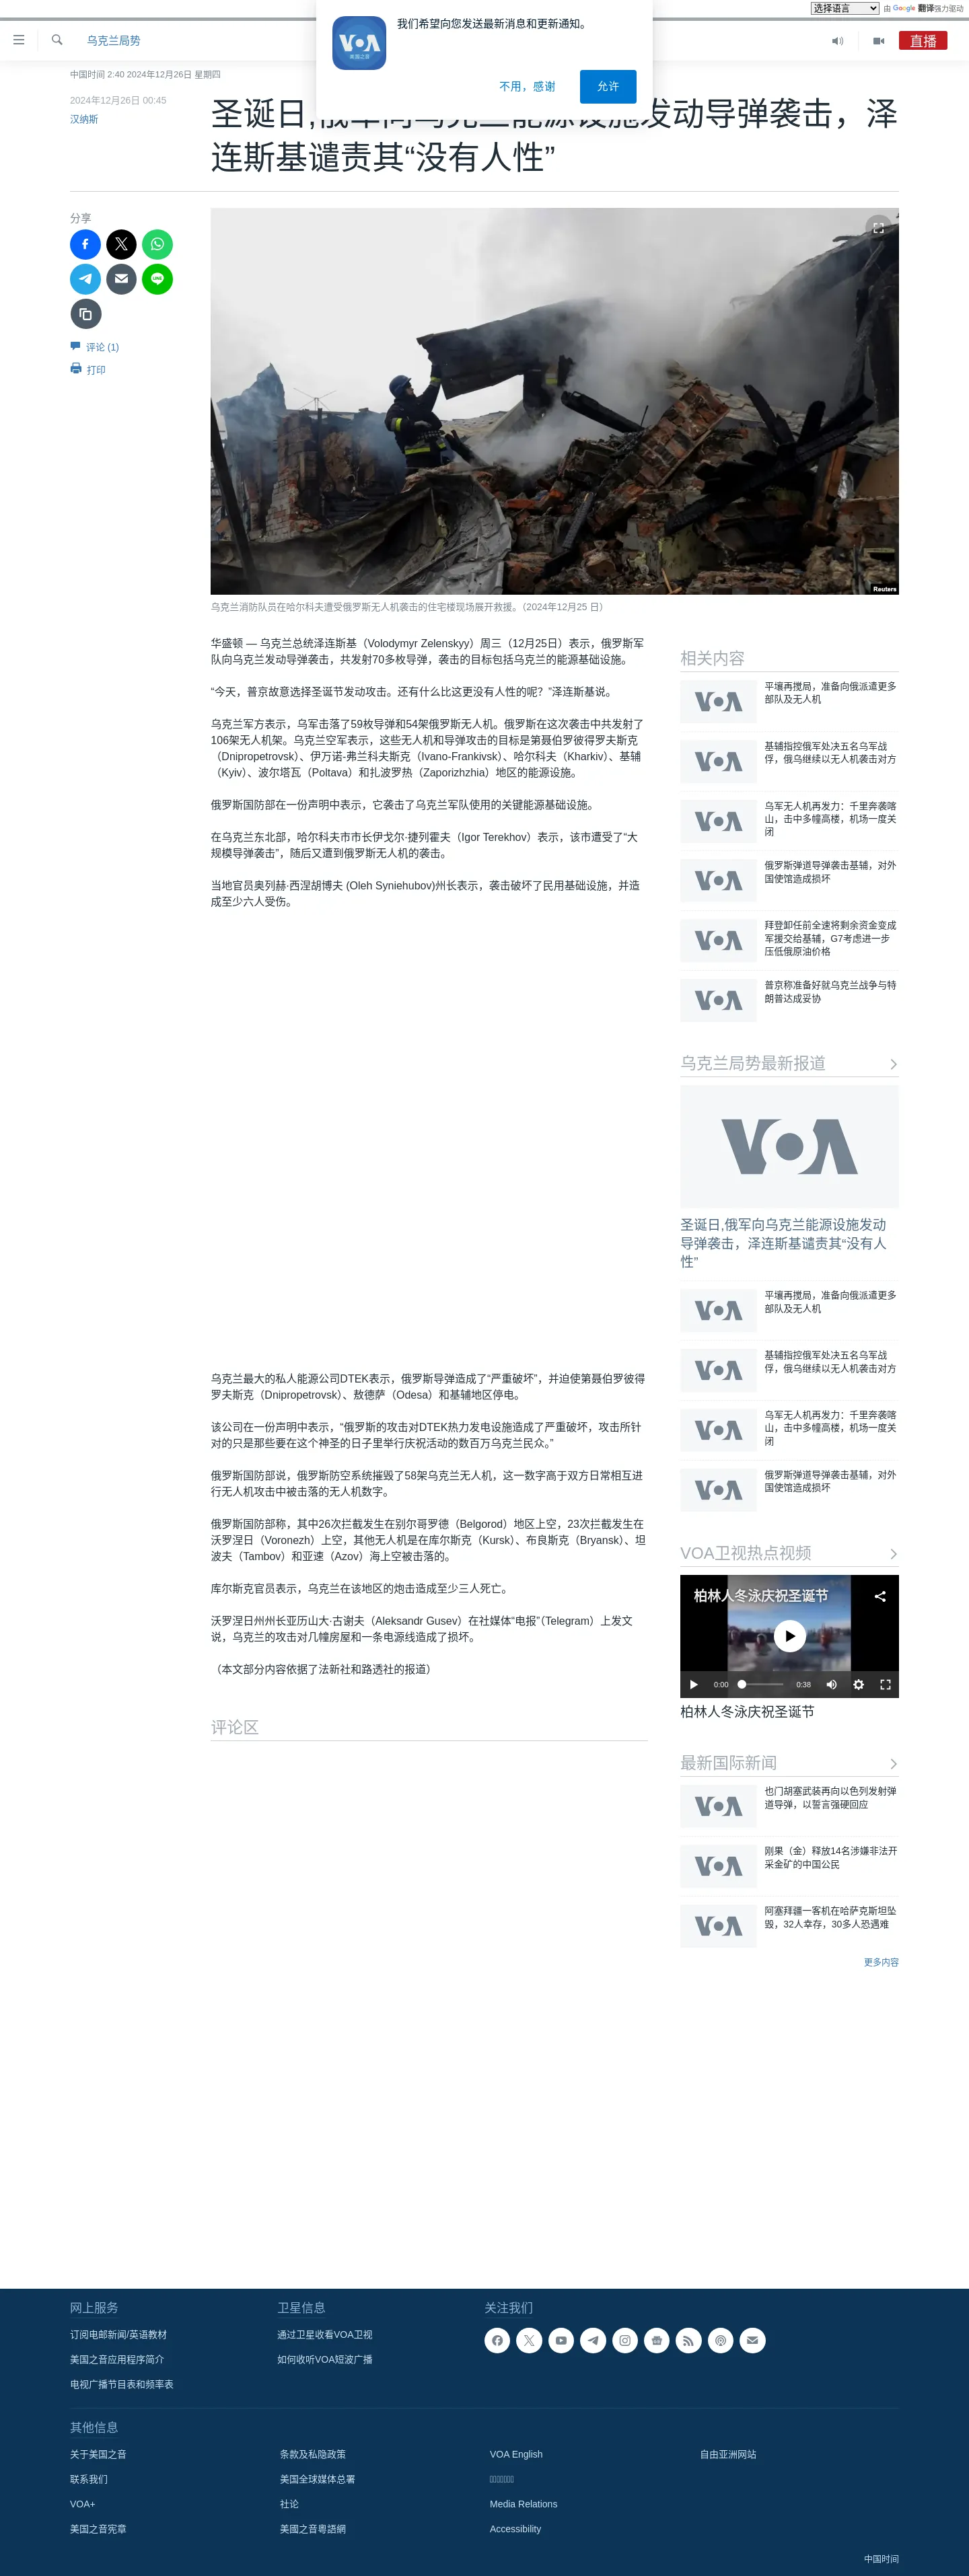 选择语言 由 Google 翻译强力驱动
乌克兰局势
直播
VOA
美国之音
我们希望向您发送最新消息和更新通知。
不用，感谢
允许
中国时间 2:40 2024年12月26日 星期四
2024年12月26日 00:45
汉纳斯
圣诞日,俄军向乌克兰能源设施发动导弹袭击，泽
连斯基谴责其“没有人性”
分享
评论 (1)
打印
Reuters
乌克兰消防队员在哈尔科夫遭受俄罗斯无人机袭击的住宅楼现场展开救援。（2024年12月25 日）
华盛顿 — 乌克兰总统泽连斯基（Volodymyr Zelenskyy）周三（12月25日）表示，俄罗斯军
队向乌克兰发动导弹袭击，共发射70多枚导弹，袭击的目标包括乌克兰的能源基础设施。
“今天，普京故意选择圣诞节发动攻击。还有什么比这更没有人性的呢？”泽连斯基说。
乌克兰军方表示，乌军击落了59枚导弹和54架俄罗斯无人机。俄罗斯在这次袭击中共发射了
106架无人机架。乌克兰空军表示，这些无人机和导弹攻击的目标是第聂伯罗彼得罗夫斯克
（Dnipropetrovsk）、伊万诺-弗兰科夫斯克（Ivano-Frankivsk）、哈尔科夫（Kharkiv）、基辅
（Kyiv）、波尔塔瓦（Poltava）和扎波罗热（Zaporizhzhia）地区的能源设施。
俄罗斯国防部在一份声明中表示，它袭击了乌克兰军队使用的关键能源基础设施。
在乌克兰东北部，哈尔科夫市市长伊戈尔·捷列霍夫（Igor Terekhov）表示，该市遭受了“大
规模导弹袭击”，随后又遭到俄罗斯无人机的袭击。
当地官员奥列赫·西涅胡博夫 (Oleh Syniehubov)州长表示，袭击破坏了民用基础设施，并造
成至少六人受伤。
乌克兰最大的私人能源公司DTEK表示，俄罗斯导弹造成了“严重破坏”，并迫使第聂伯罗彼得
罗夫斯克（Dnipropetrovsk）、敖德萨（Odesa）和基辅地区停电。
该公司在一份声明中表示，“俄罗斯的攻击对DTEK热力发电设施造成了严重破坏，攻击所针
对的只是那些要在这个神圣的日子里举行庆祝活动的数百万乌克兰民众。”
俄罗斯国防部说，俄罗斯防空系统摧毁了58架乌克兰无人机，这一数字高于双方日常相互进
行无人机攻击中被击落的无人机数字。
俄罗斯国防部称，其中26次拦截发生在别尔哥罗德（Belgorod）地区上空，23次拦截发生在
沃罗涅日（Voronezh）上空，其他无人机是在库尔斯克（Kursk）、布良斯克（Bryansk）、坦
波夫（Tambov）和亚速（Azov）海上空被击落的。
库尔斯克官员表示，乌克兰在该地区的炮击造成至少三人死亡。
沃罗涅日州州长亚历山大·古谢夫（Aleksandr Gusev）在社媒体“电报”（Telegram）上发文
说，乌克兰的攻击对几幢房屋和一条电源线造成了损坏。
（本文部分内容依据了法新社和路透社的报道）
评论区
相关内容
VOA
平壤再搅局，准备向俄派遣更多
部队及无人机
VOA
基辅指控俄军处决五名乌军战
俘，俄乌继续以无人机袭击对方
VOA
乌军无人机再发力：千里奔袭喀
山，击中多幢高楼，机场一度关
闭
VOA
俄罗斯弹道导弹袭击基辅，对外
国使馆造成损坏
VOA
拜登卸任前全速将剩余资金变成
军援交给基辅，G7考虑进一步
压低俄原油价格
VOA
普京称准备好就乌克兰战争与特
朗普达成妥协
乌克兰局势最新报道
VOA
圣诞日,俄军向乌克兰能源设施发动
导弹袭击，泽连斯基谴责其“没有人
性”
VOA
平壤再搅局，准备向俄派遣更多
部队及无人机
VOA
基辅指控俄军处决五名乌军战
俘，俄乌继续以无人机袭击对方
VOA
乌军无人机再发力：千里奔袭喀
山，击中多幢高楼，机场一度关
闭
VOA
俄罗斯弹道导弹袭击基辅，对外
国使馆造成损坏
VOA卫视热点视频
柏林人冬泳庆祝圣诞节
0:00 0:38
柏林人冬泳庆祝圣诞节
最新国际新闻
VOA
也门胡塞武装再向以色列发射弹
道导弹，以誓言强硬回应
VOA
刚果（金）释放14名涉嫌非法开
采金矿的中国公民
VOA
阿塞拜疆一客机在哈萨克斯坦坠
毁，32人幸存，30多人恐遇难
更多内容
网上服务
订阅电邮新闻/英语教材
美国之音应用程序简介
电视广播节目表和频率表
卫星信息
通过卫星收看VOA卫视
如何收听VOA短波广播
关注我们
其他信息
关于美国之音
联系我们
VOA+
美国之音宪章
条款及私隐政策
美国全球媒体总署
社论
美國之音粵語網
VOA English
Media Relations
Accessibility
自由亚洲网站
中国时间